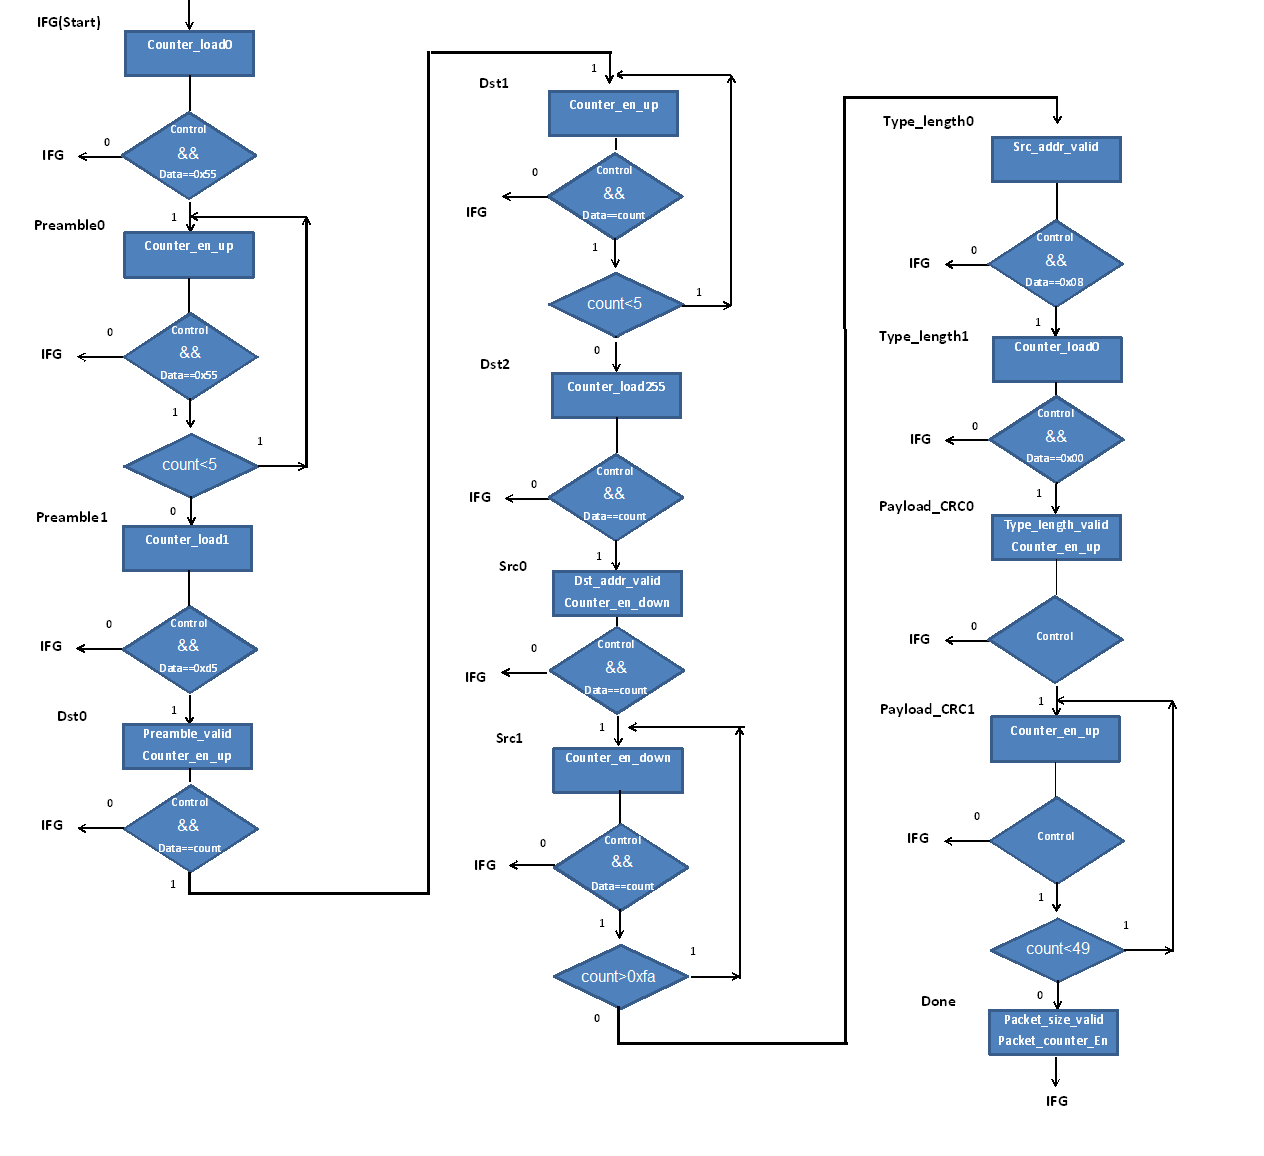 IFG(Start)
Counter_load0
Control
&&
Data==0x55
0
IFG
1
Preamble0
Counter_en_up
Control
&&
Data==0x55
0
IFG
1
count<5
1
0
Preamble1
Counter_load1
Control
&&
Data==0xd5
0
IFG
1
Dst0
Preamble_valid
Counter_en_up
Control
&&
Data==count
0
IFG
1
1
Dst1
Counter_en_up
Control
&&
Data==count
0
IFG
1
count<5
1
0
Dst2
Counter_load255
Control
&&
Data==count
0
IFG
1
Src0
Dst_addr_valid
Counter_en_down
Control
&&
Data==count
0
IFG
1
Src1
Counter_en_down
Control
&&
Data==count
0
IFG
1
count>0xfa
1
0
Type_length0
Src_addr_valid
Control
&&
Data==0x08
0
IFG
1
Type_length1
Counter_load0
Control
&&
Data==0x00
0
IFG
1
Payload_CRC0
Type_length_valid
Counter_en_up
Control
0
IFG
1
Payload_CRC1
Counter_en_up
Control
0
IFG
1
count<49
1
0
Done
Packet_size_valid
Packet_counter_En
IFG